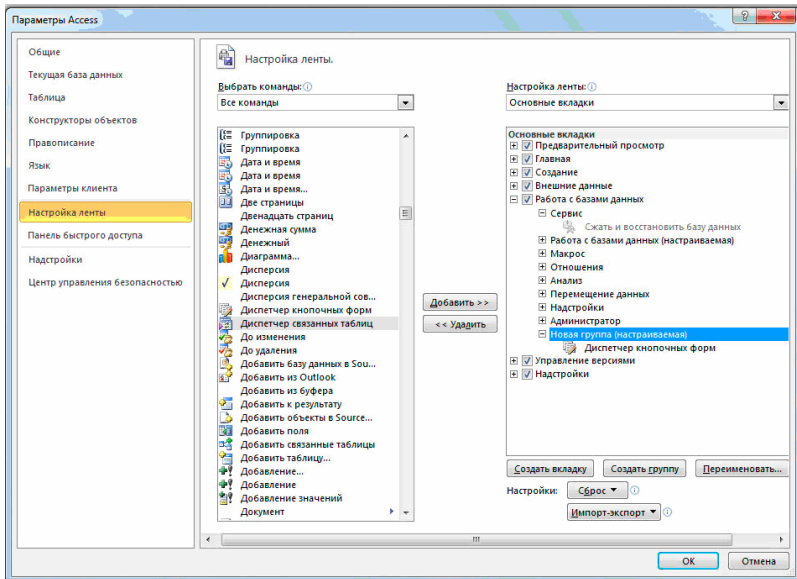 Параметры Access
Общие
Текущая база данных
Таблица
Конструкторы объектов
Правописание
Язык
Параметры клиента
Настройка ленты
Панель быстрого доступа
Надстройки
Центр управления безопасностью
Настройка ленты.
Выбрать команды:
Все команды
Группировка
Группировка
Дата и время
Дата и время
Дата и время...
Две страницы
Двенадцать страниц
Денежная сумма
Денежный
Диаграмма...
Дисперсия
Дисперсия
Дисперсия генеральной сов...
Диспетчер кнопочных форм
Диспетчер связанных таблиц
До изменения
До удаления
Добавить базу данных в Sou...
Добавить из Outlook
Добавить из буфера
Добавить к результату
Добавить объекты в Source...
Добавить поля
Добавить связанные таблицы
Добавить таблицу...
Добавление...
Добавление
Добавление значений
Документ
Добавить >>
<< Удалить
Настройка ленты:
Основные вкладки
Основные вкладки
Предварительный просмотр
Главная
Создание
Внешние данные
Работа с базами данных
Сервис
Сжать и восстановить базу данных
Работа с базами данных (настраиваемая)
Макрос
Отношения
Анализ
Перемещение данных
Надстройки
Администратор
Новая группа (настраиваемая)
Диспетчер кнопочных форм
Управление версиями
Надстройки
Создать вкладку Создать группу Переименовать...
Настройки: Сброс
Импорт-экспорт
ОК Отмена